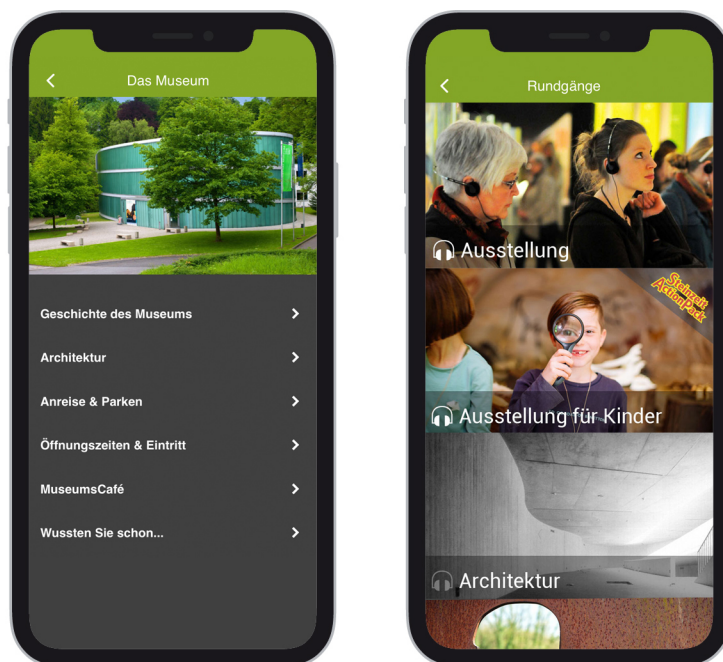 Das Museum
Geschichte des Museums
Architektur
Anreise & Parken
Öffnungszeiten & Eintritt
MuseumsCafé
Wussten Sie schon...
Rundgänge
Ausstellung
Steinzeit
ActionPack
Ausstellung für Kinder
Architektur